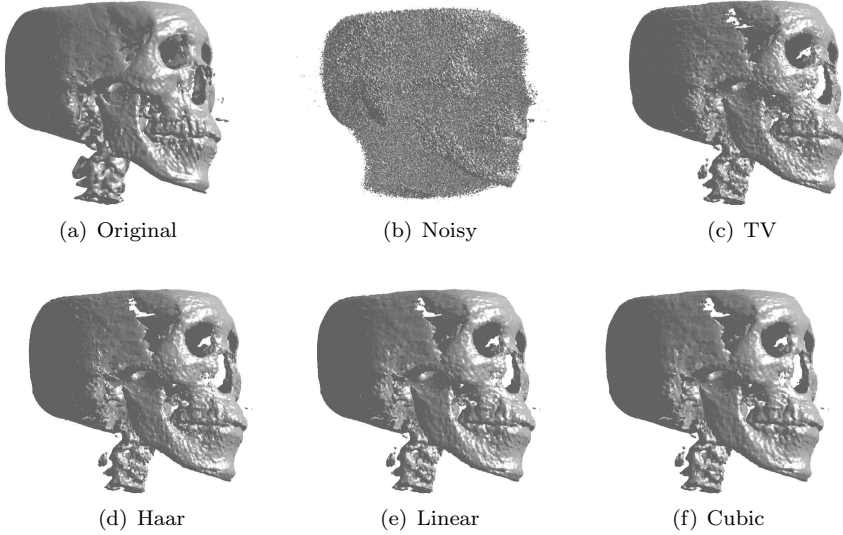 (a) Original
(b) Noisy
(c) TV
(d) Haar
(e) Linear
(f) Cubic